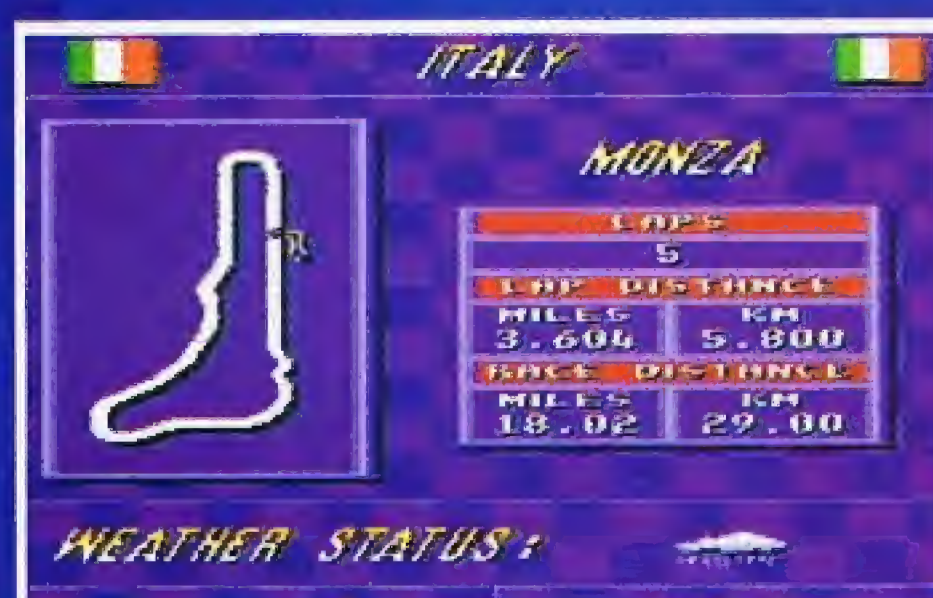 ITALY
MONZA
LAPS
5
LAP DISTANCE
MILES KM
3.604 5.800
RACE DISTANCE
MILES KM
18.02 29.00
WEATHER STATUS: